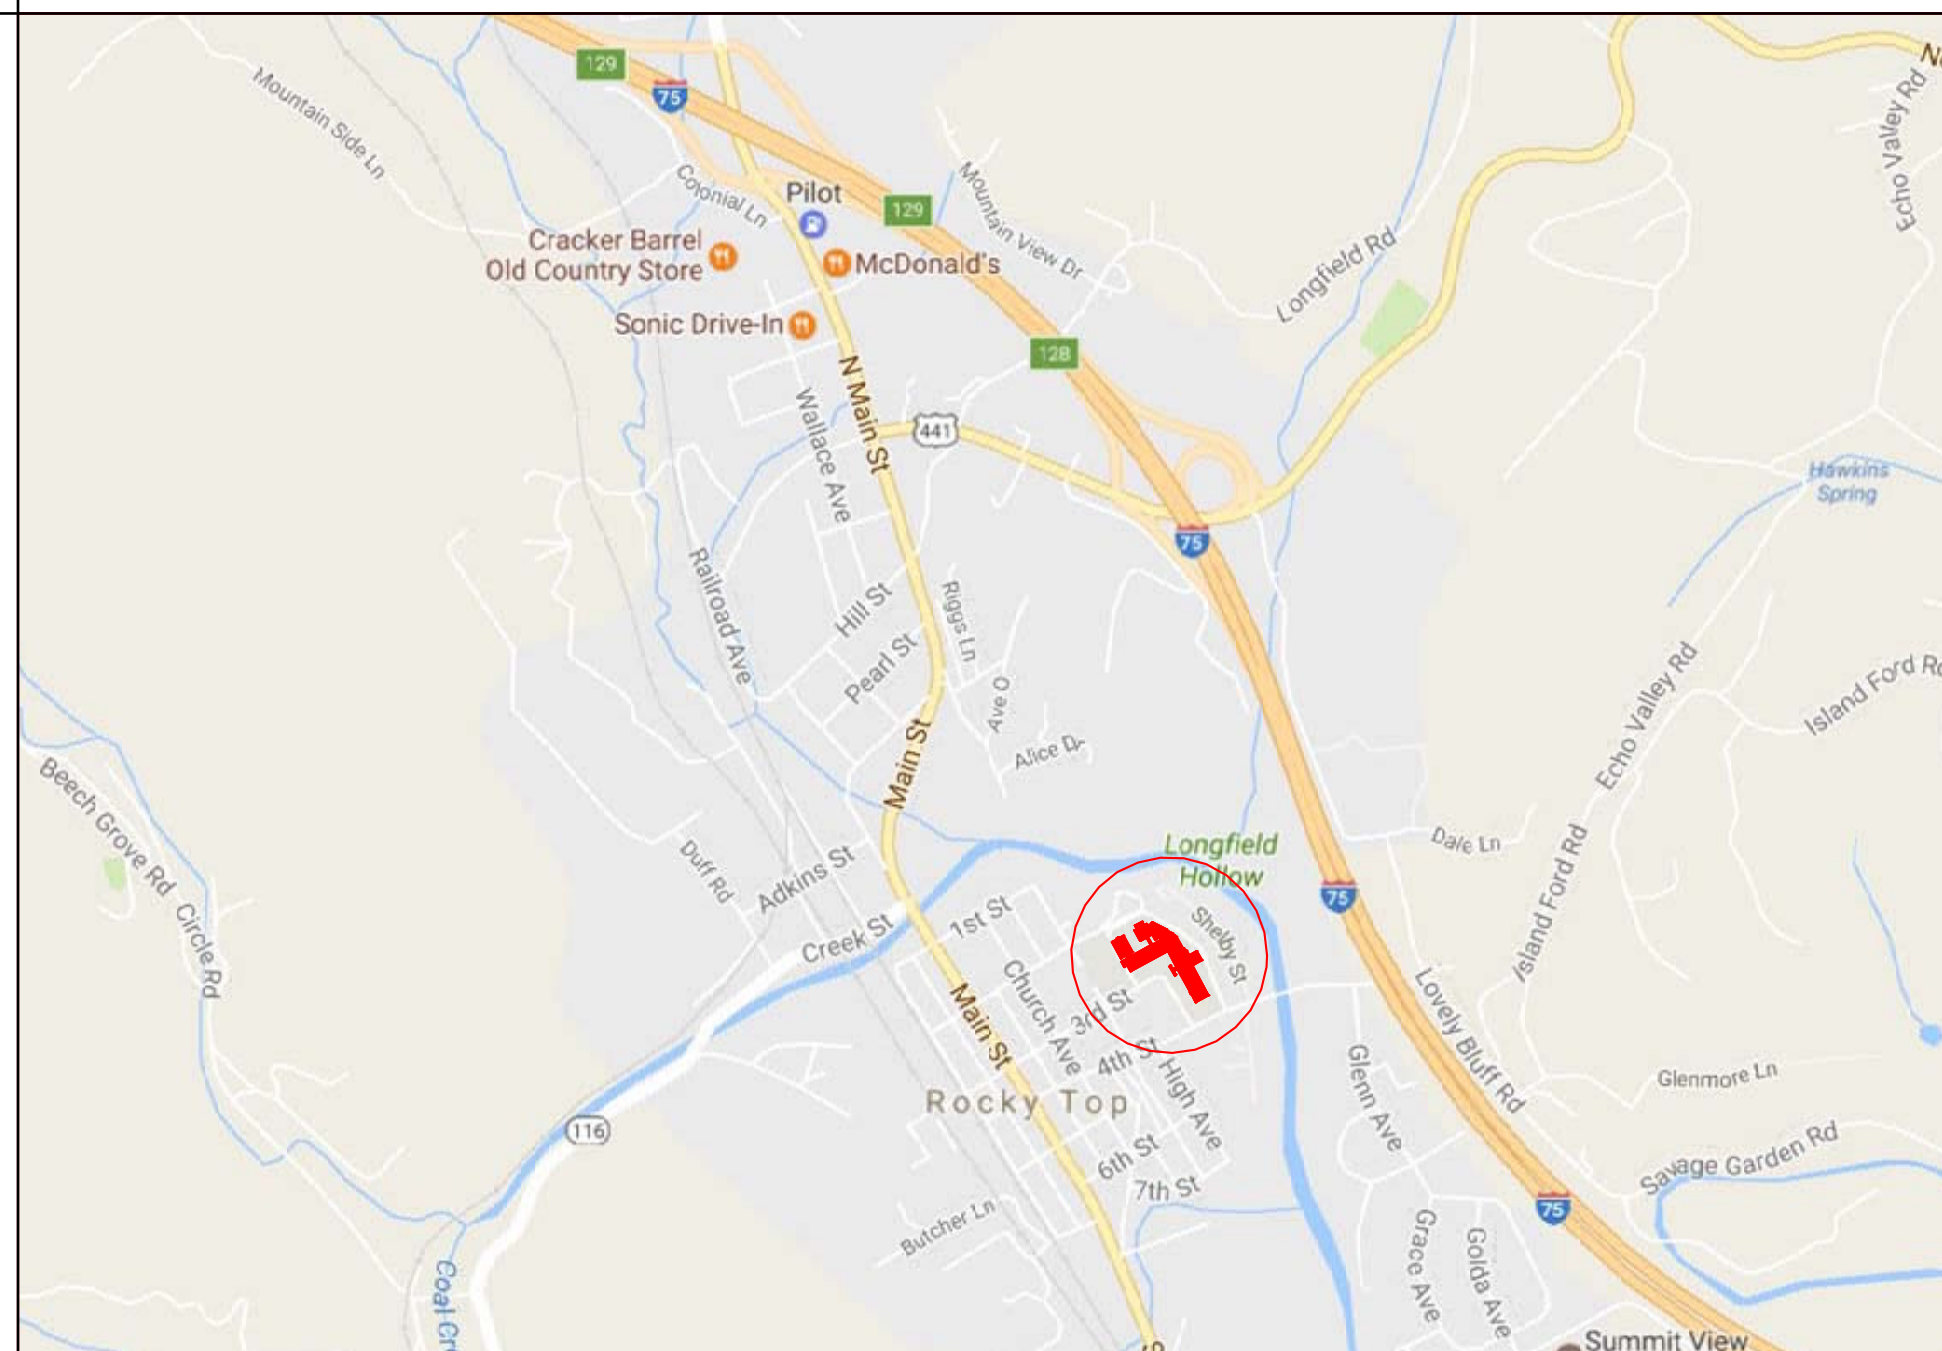 129
75
Mountain Side Ln
Echo Valley Rd
Colonial Ln
Pilot
129
Mountain View Dr
Cracker Barrel
Old Country Store
McDonald's
Longfield Rd
Sonic Drive-In
128
N Main St
Wallace Ave
441
Hawkins
Spring
75
Railroad Ave
Hill St
Riggs Ln
Pearl St
Ave O
Echo Valley Rd
Island Ford Rd
Main St
Alice Dr
Beech Grove Rd
Longfield
Hollow
Dale Ln
Duff Rd
Adkins St
75
Island Ford Rd
Circle Rd
Creek St
1st St
Shelby St
Church Ave
3rd St
Main St
Lovely Bluff Rd
4th St
High Ave
Glenn Ave
Glenmore Ln
Rocky Top
116
6th St
7th St
Savage Garden Rd
75
Butcher Ln
Grace Ave
Golda Ave
Coal Cr
Summit View